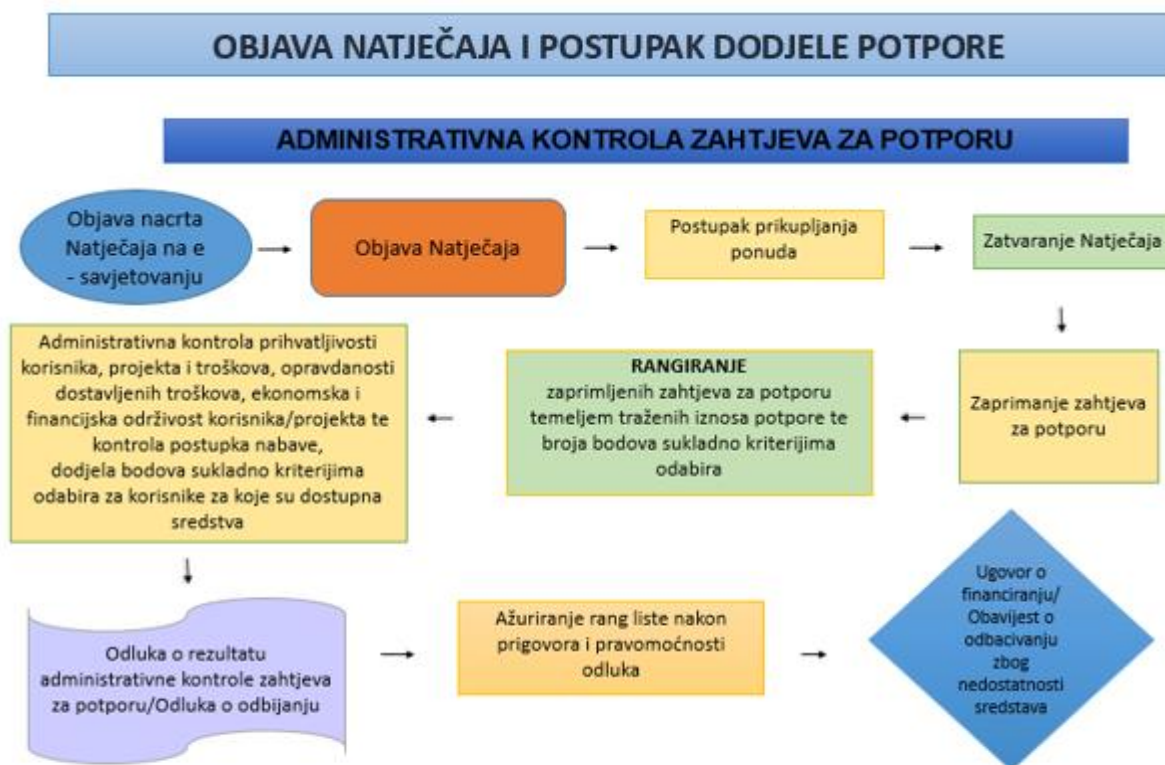 OBJAVA NATJEČAJA I POSTUPAK DODJELE POTPORE
ADMINISTRATIVNA KONTROLA ZAHTJEVA ZA POTPORU
Objava nacrta
Natječaja na e
- savjetovanju
Objava Natječaja
Postupak prikupljanja
ponuda
Zatvaranje Natječaja
Zaprimanje zahtjeva
za potporu
RANGIRANJE
zaprimljenih zahtjeva za potporu
temeljem traženih iznosa potpore te
broja bodova sukladno kriterijima
odabira
Administrativna kontrola prihvatljivosti
korisnika, projekta i troškova, opravdanosti
dostavljenih troškova, ekonomska i
financijska održivost korisnika/projekta te
kontrola postupka nabave,
dodjela bodova sukladno kriterijima
odabira za korisnike za koje su dostupna
sredstva
Odluka o rezultatu
administrativne kontrole zahtjeva
za potporu/Odluka o odbijanju
Ažuriranje rang liste nakon
prigovora i pravomoćnosti
odluka
Ugovor o
financiranju/
Obavijest o
odbacivanju
zbog
nedostatnosti
sredstava